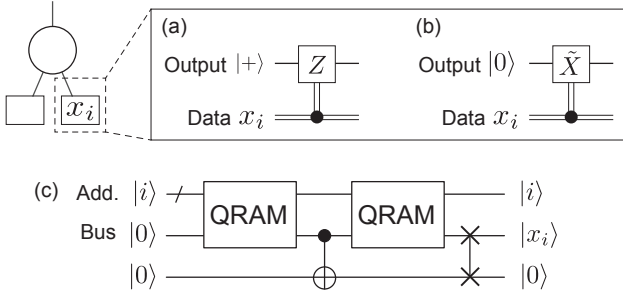 (a)
(b)
Output |+⟩ Z
Output |0⟩ X̃
x_i
Data x_i
Data x_i
(c) Add. |i⟩ QRAM QRAM |i⟩
Bus |0⟩ |x_i⟩
|0⟩ |0⟩